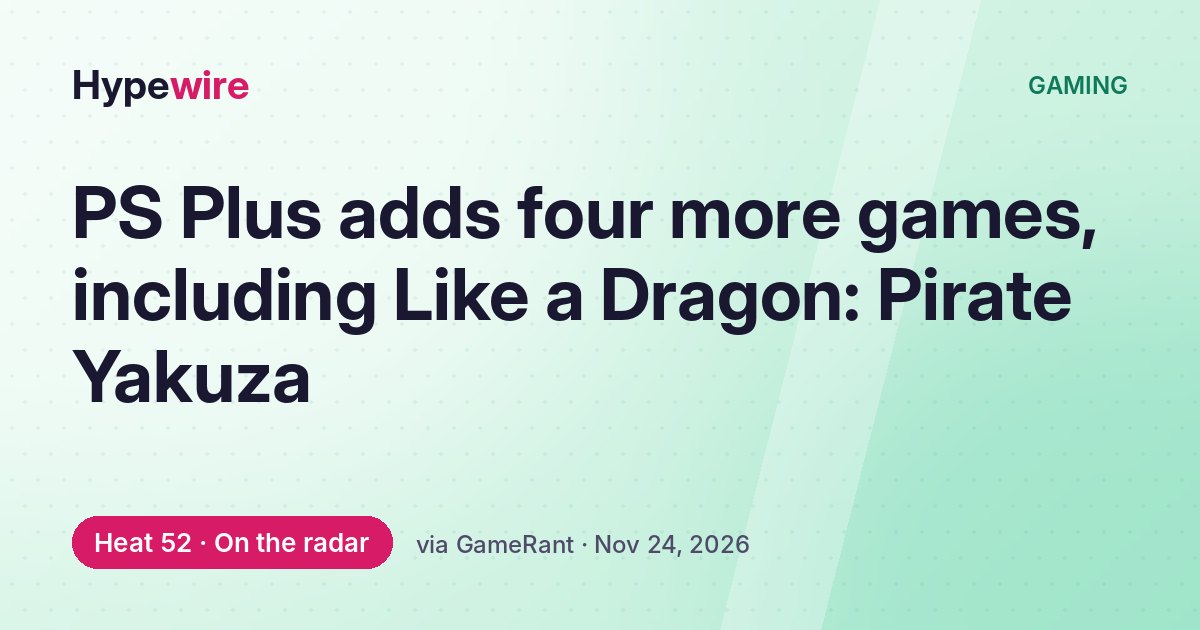 Hypewire
GAMING
PS Plus adds four more games,
including Like a Dragon: Pirate
Yakuza
Heat 52 · On the radar
via GameRant · Nov 24, 2026